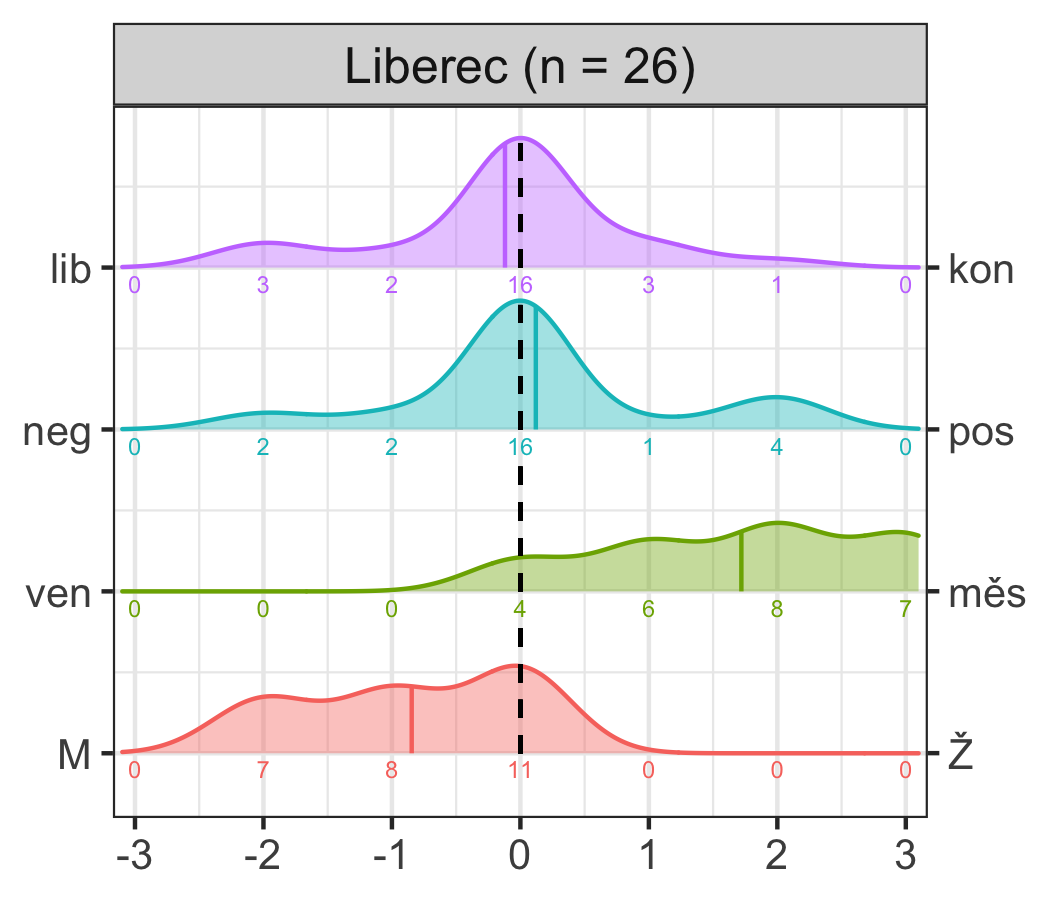 Liberec (n = 26)
lib kon
0 3 2 16 3 1 0
neg pos
0 2 2 16 1 4 0
ven měs
0 0 0 4 6 8 7
M Ž
0 7 8 11 0 0 0
-3 -2 -1 0 1 2 3